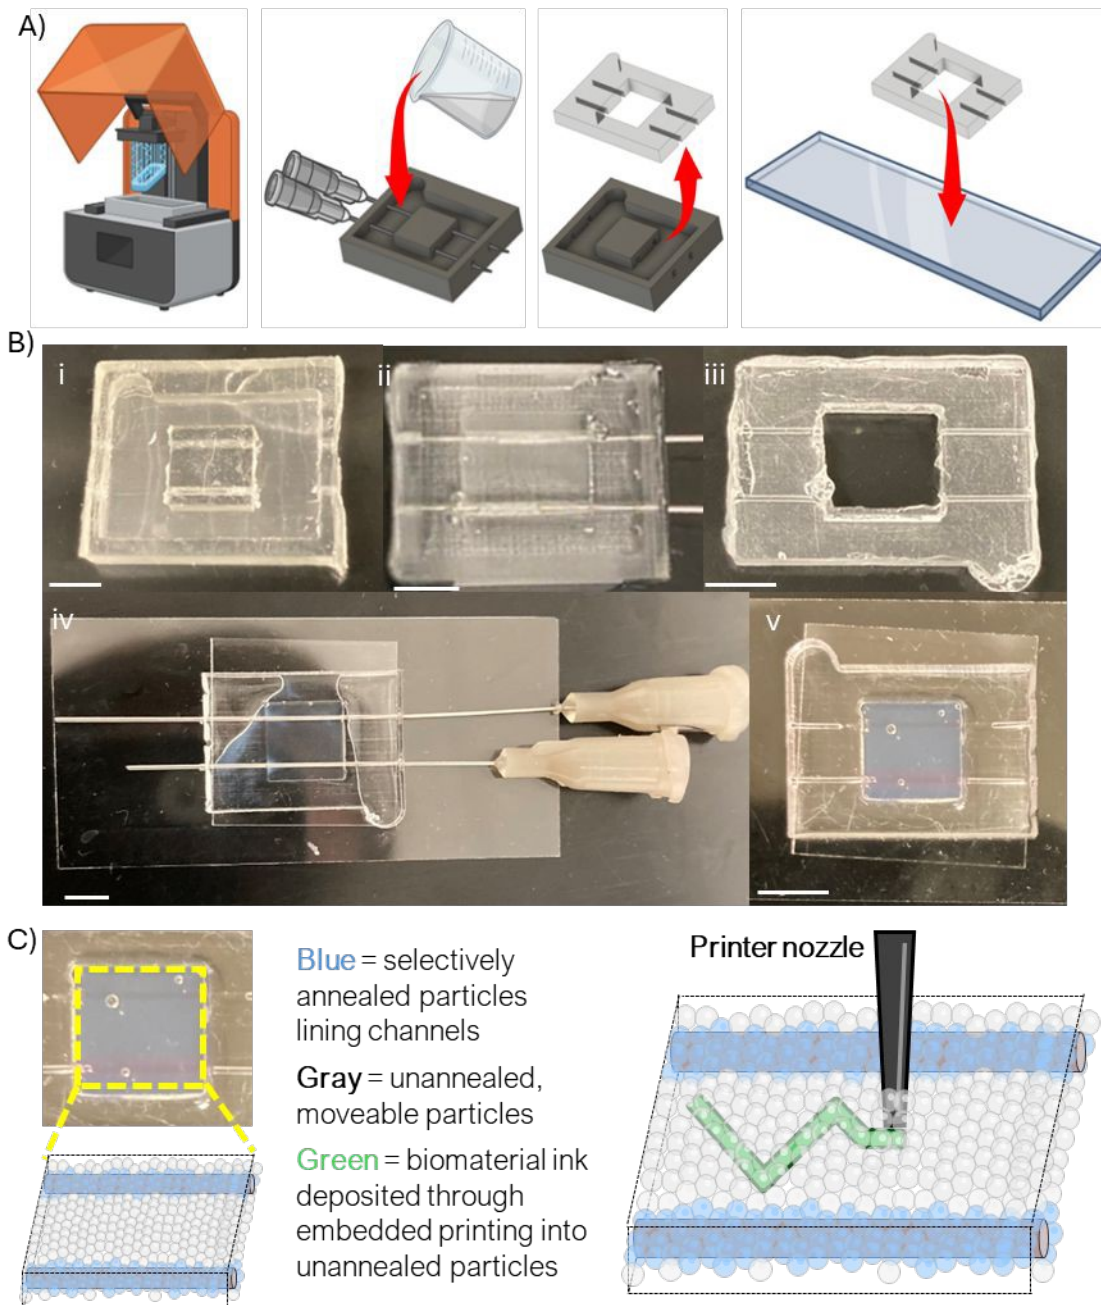 A)
B)
i
ii
iii
iv
v
C)
Blue = selectively
annealed particles
lining channels
Gray = unannealed,
moveable particles
Green = biomaterial ink
deposited through
embedded printing into
unannealed particles
Printer nozzle